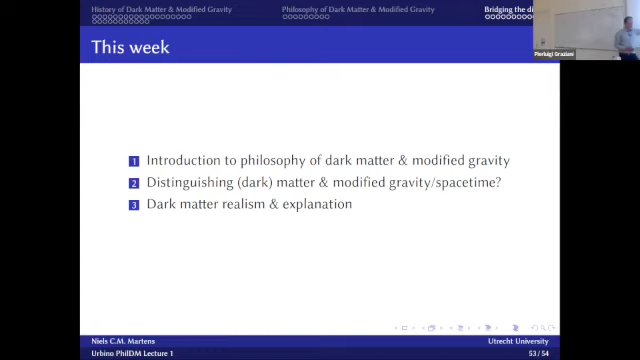 History of Dark Matter & Modified Gravity
Philosophy of Dark Matter & Modified Gravity
Bridging the di
This week
Pierluigi Graziani
1 Introduction to philosophy of dark matter & modified gravity
2 Distinguishing (dark) matter & modified gravity/spacetime?
3 Dark matter realism & explanation
Niels C.M. Martens
Utrecht University
Urbino PhilDM Lecture 1
53 / 54